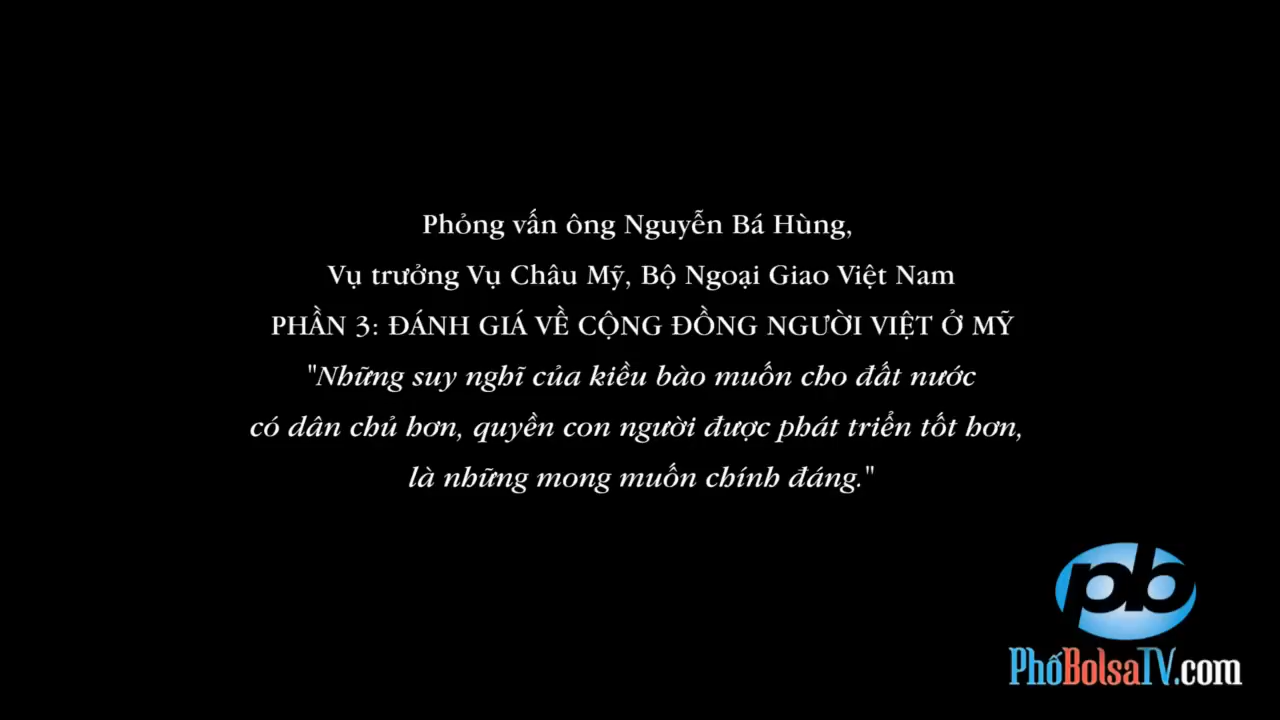 Phỏng vấn ông Nguyễn Bá Hùng,
Vụ trưởng Vụ Châu Mỹ, Bộ Ngoại Giao Việt Nam
PHẦN 3: ĐÁNH GIÁ VỀ CỘNG ĐỒNG NGƯỜI VIỆT Ở MỸ
"Những suy nghĩ của kiều bào muốn cho đất nước
có dân chủ hơn, quyền con người được phát triển tốt hơn,
là những mong muốn chính đáng."
pb
PhốBolsaTV.com